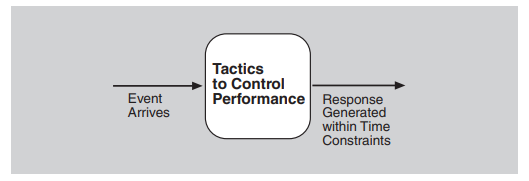 Event
Arrives
Tactics
to Control
Performance
Response
Generated
within Time
Constraints